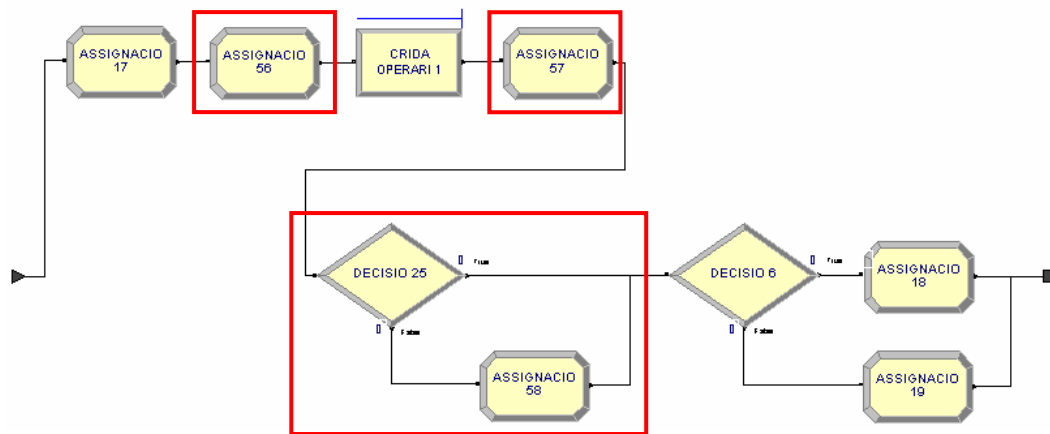 ASSIGNACIO
17
ASSIGNACIO
56
CRIDA
OPERARI 1
ASSIGNACIO
57
DECISIO 25
0
True
0
False
ASSIGNACIO
58
DECISIO 6
0
True
0
False
ASSIGNACIO
18
ASSIGNACIO
19